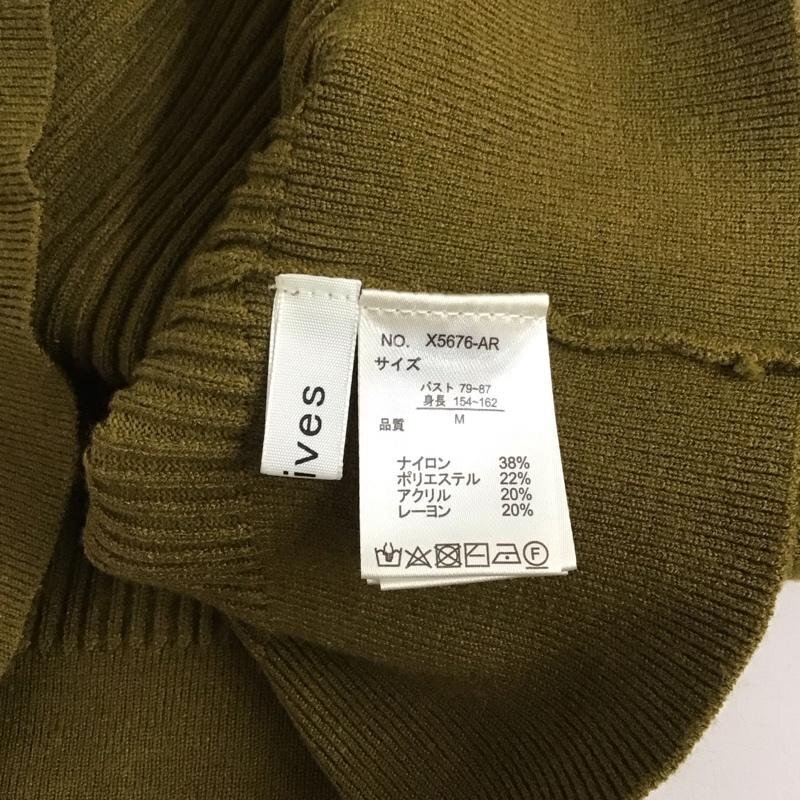 ives
NO. X5676-AR
サイズ
バスト 79~87
身長 154~162
M
品質
ナイロン 38%
ポリエステル 22%
アクリル 20%
レーヨン 20%
F